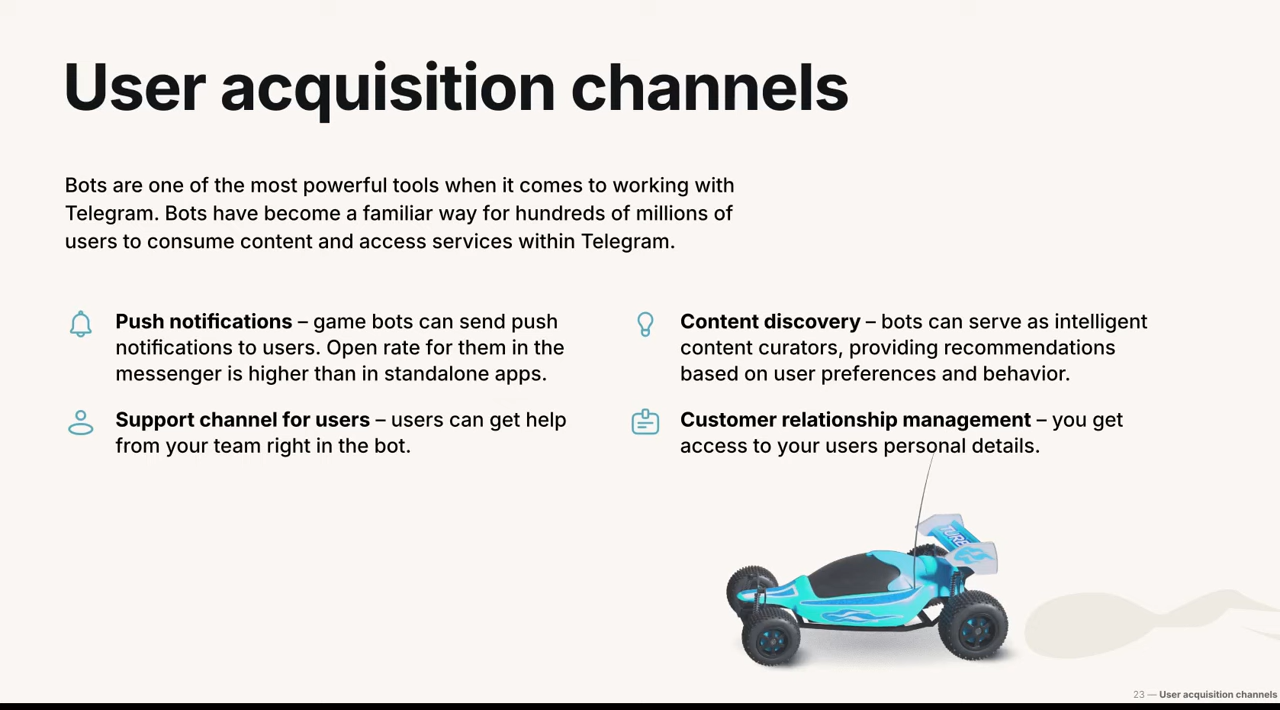 User acquisition channels
Bots are one of the most powerful tools when it comes to working with
Telegram. Bots have become a familiar way for hundreds of millions of
users to consume content and access services within Telegram.
Push notifications – game bots can send push
notifications to users. Open rate for them in the
messenger is higher than in standalone apps.
Support channel for users – users can get help
from your team right in the bot.
Content discovery – bots can serve as intelligent
content curators, providing recommendations
based on user preferences and behavior.
Customer relationship management – you get
access to your users personal details.
23 — User acquisition channels